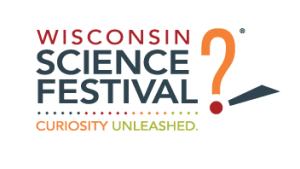 WISCONSIN
SCIENCE
FESTIVAL ?®
CURIOSITY UNLEASHED.